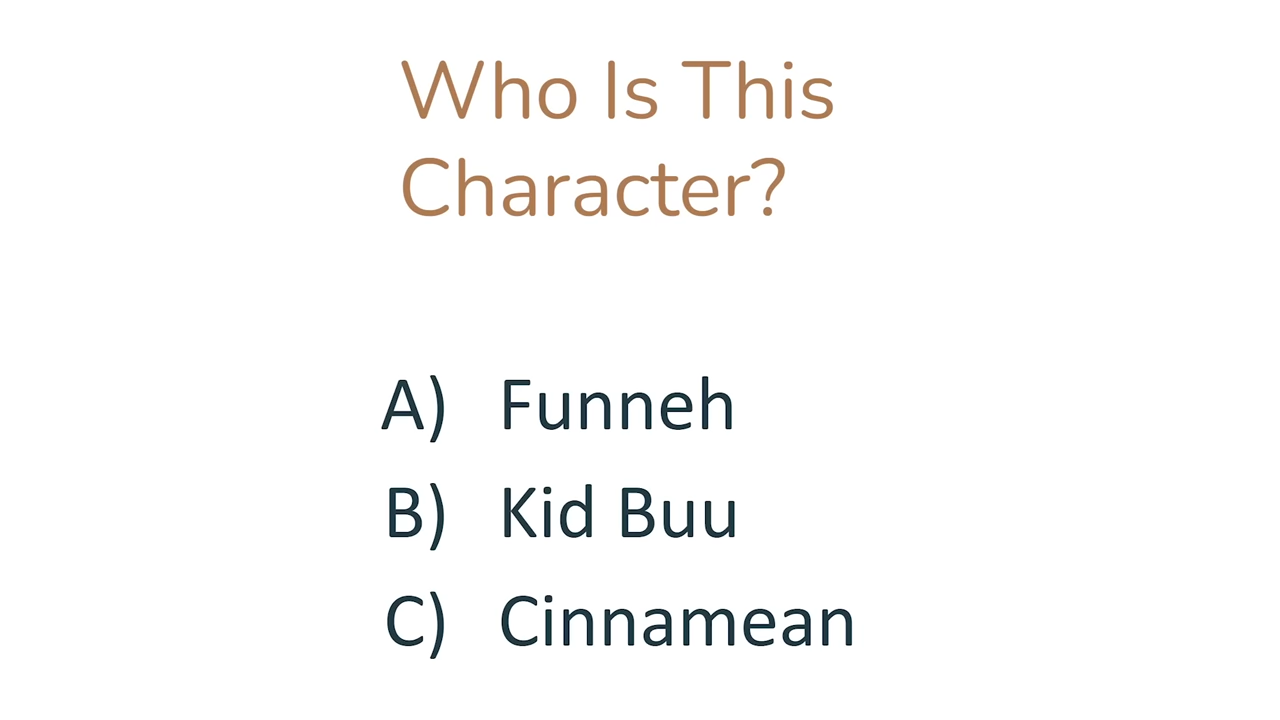 Who Is This
Character?
A) Funneh
B) Kid Buu
C) Cinnamean